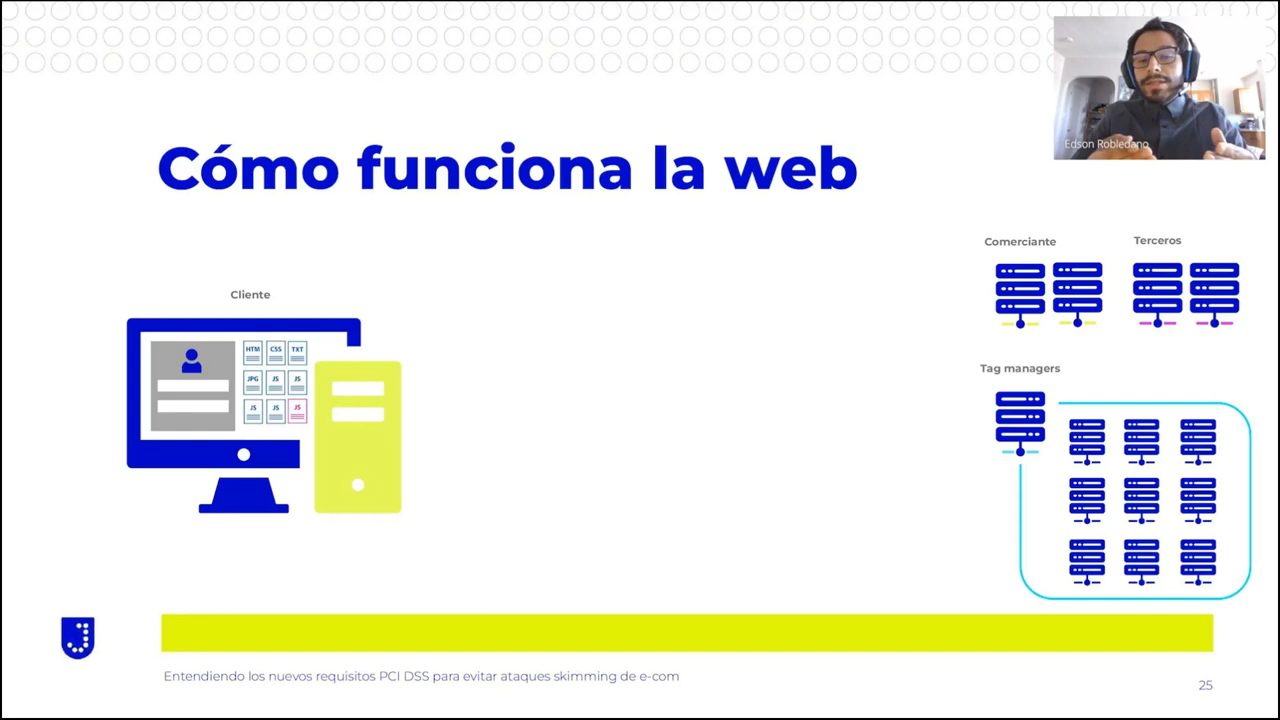 Edson Robledano
Cómo funciona la web
Comerciante
Terceros
Cliente
HTM CSS TXT
JPG JS JS
JS JS JS
Tag managers
Entendiendo los nuevos requisitos PCI DSS para evitar ataques skimming de e-com
25